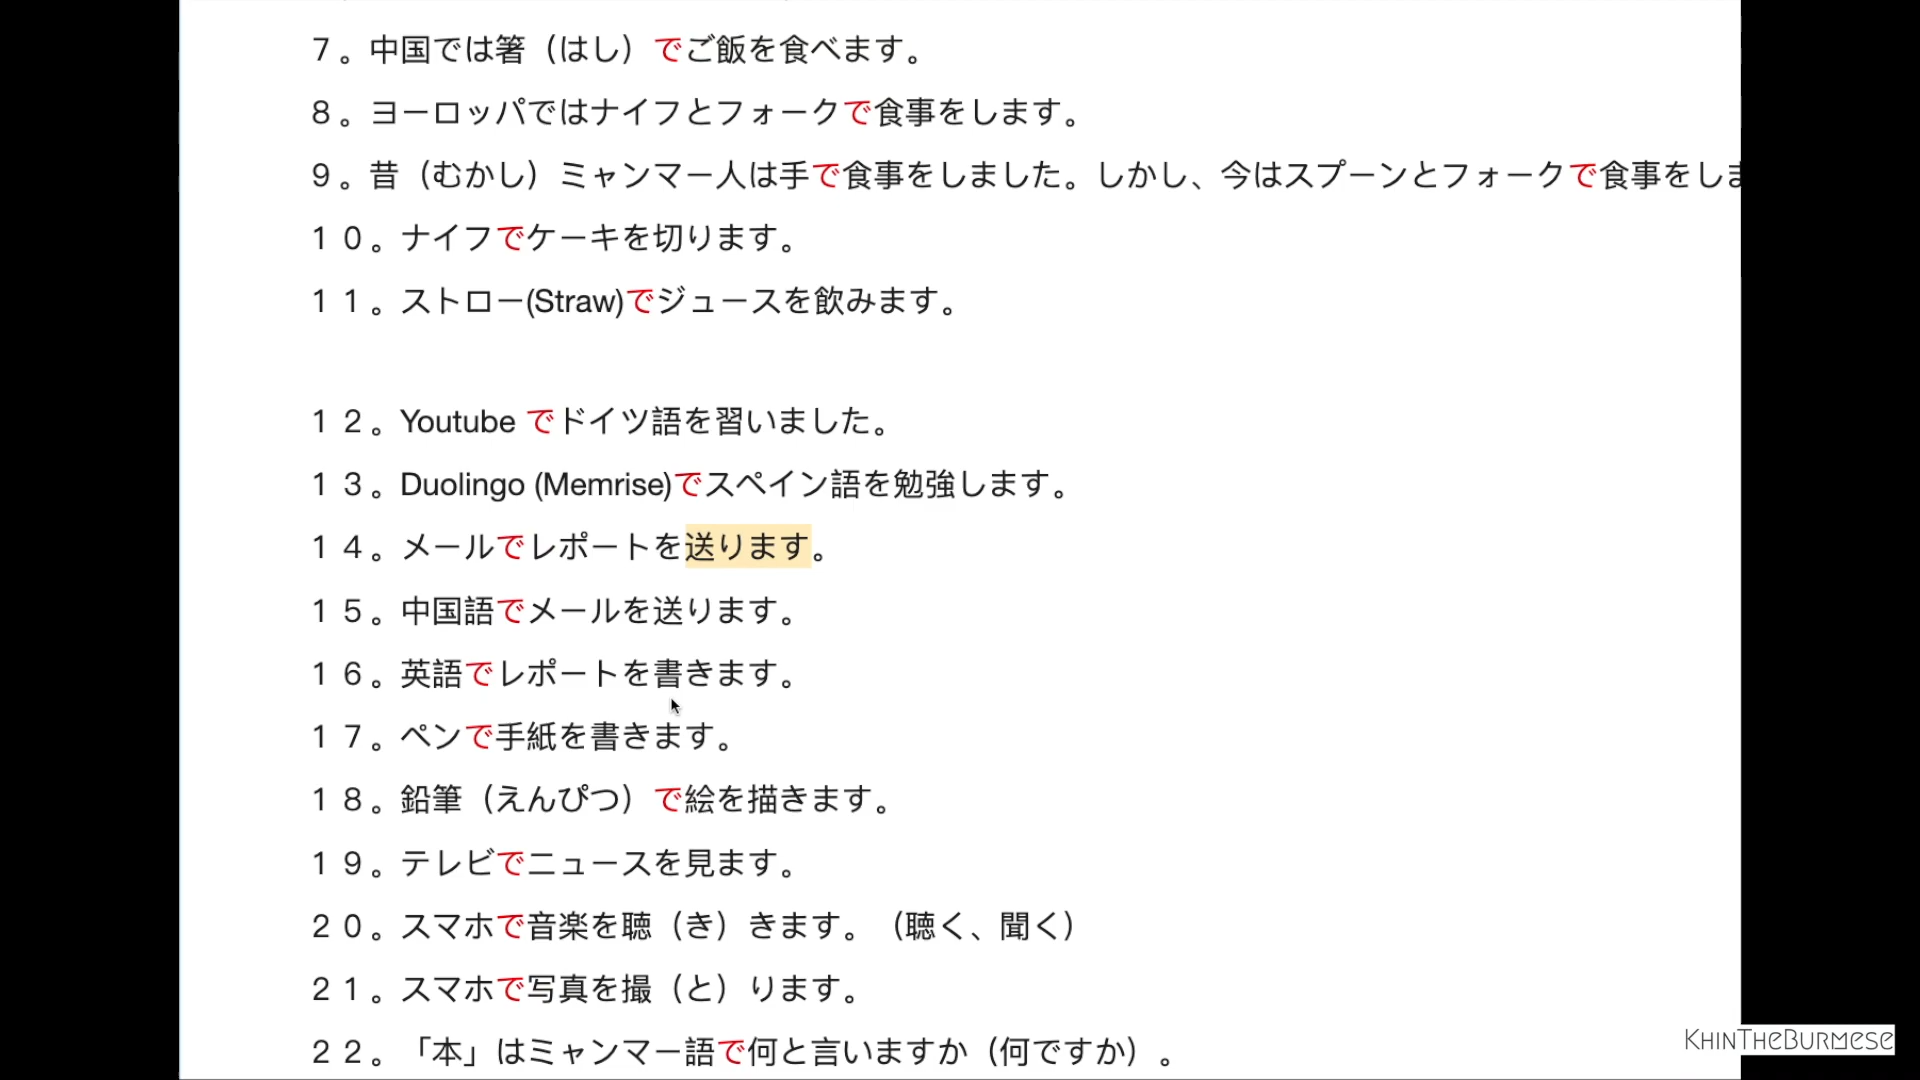 7。中国では箸（はし）でご飯を食べます。
8。ヨーロッパではナイフとフォークで食事をします。
9。昔（むかし）ミャンマー人は手で食事をしました。しかし、今はスプーンとフォークで食事をしま
10。ナイフでケーキを切ります。
11。ストロー(Straw)でジュースを飲みます。
12。Youtube でドイツ語を習いました。
13。Duolingo (Memrise)でスペイン語を勉強します。
14。メールでレポートを送ります。
15。中国語でメールを送ります。
16。英語でレポートを書きます。
17。ペンで手紙を書きます。
18。鉛筆（えんぴつ）で絵を描きます。
19。テレビでニュースを見ます。
20。スマホで音楽を聴（き）きます。（聴く、聞く）
21。スマホで写真を撮（と）ります。
22。「本」はミャンマー語で何と言いますか（何ですか）。
KHINTHEBURMESE